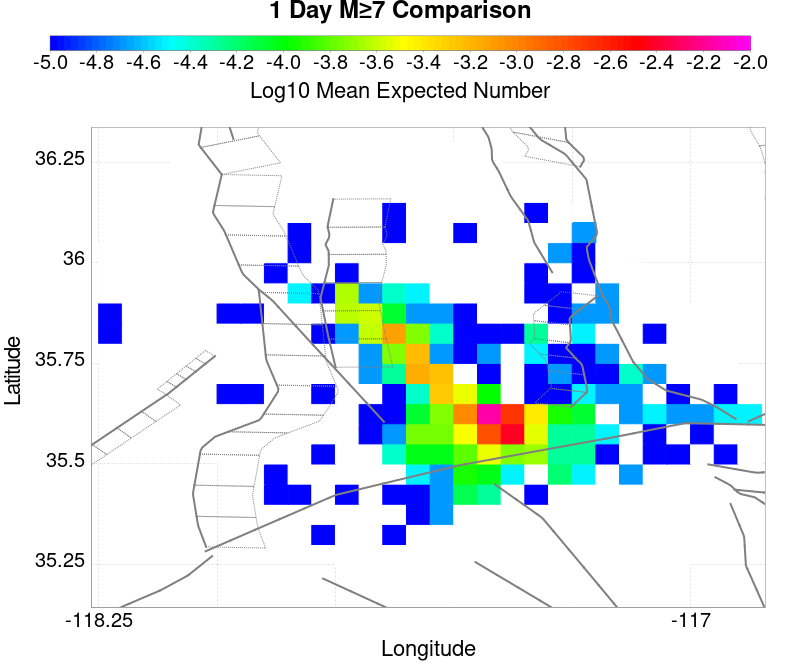 1 Day M≥7 Comparison
-5.0 -4.8 -4.6 -4.4 -4.2 -4.0 -3.8 -3.6 -3.4 -3.2 -3.0 -2.8 -2.6 -2.4 -2.2 -2.0
Log10 Mean Expected Number
36.25
36
35.75
35.5
35.25
Latitude
-118.25 -117
Longitude